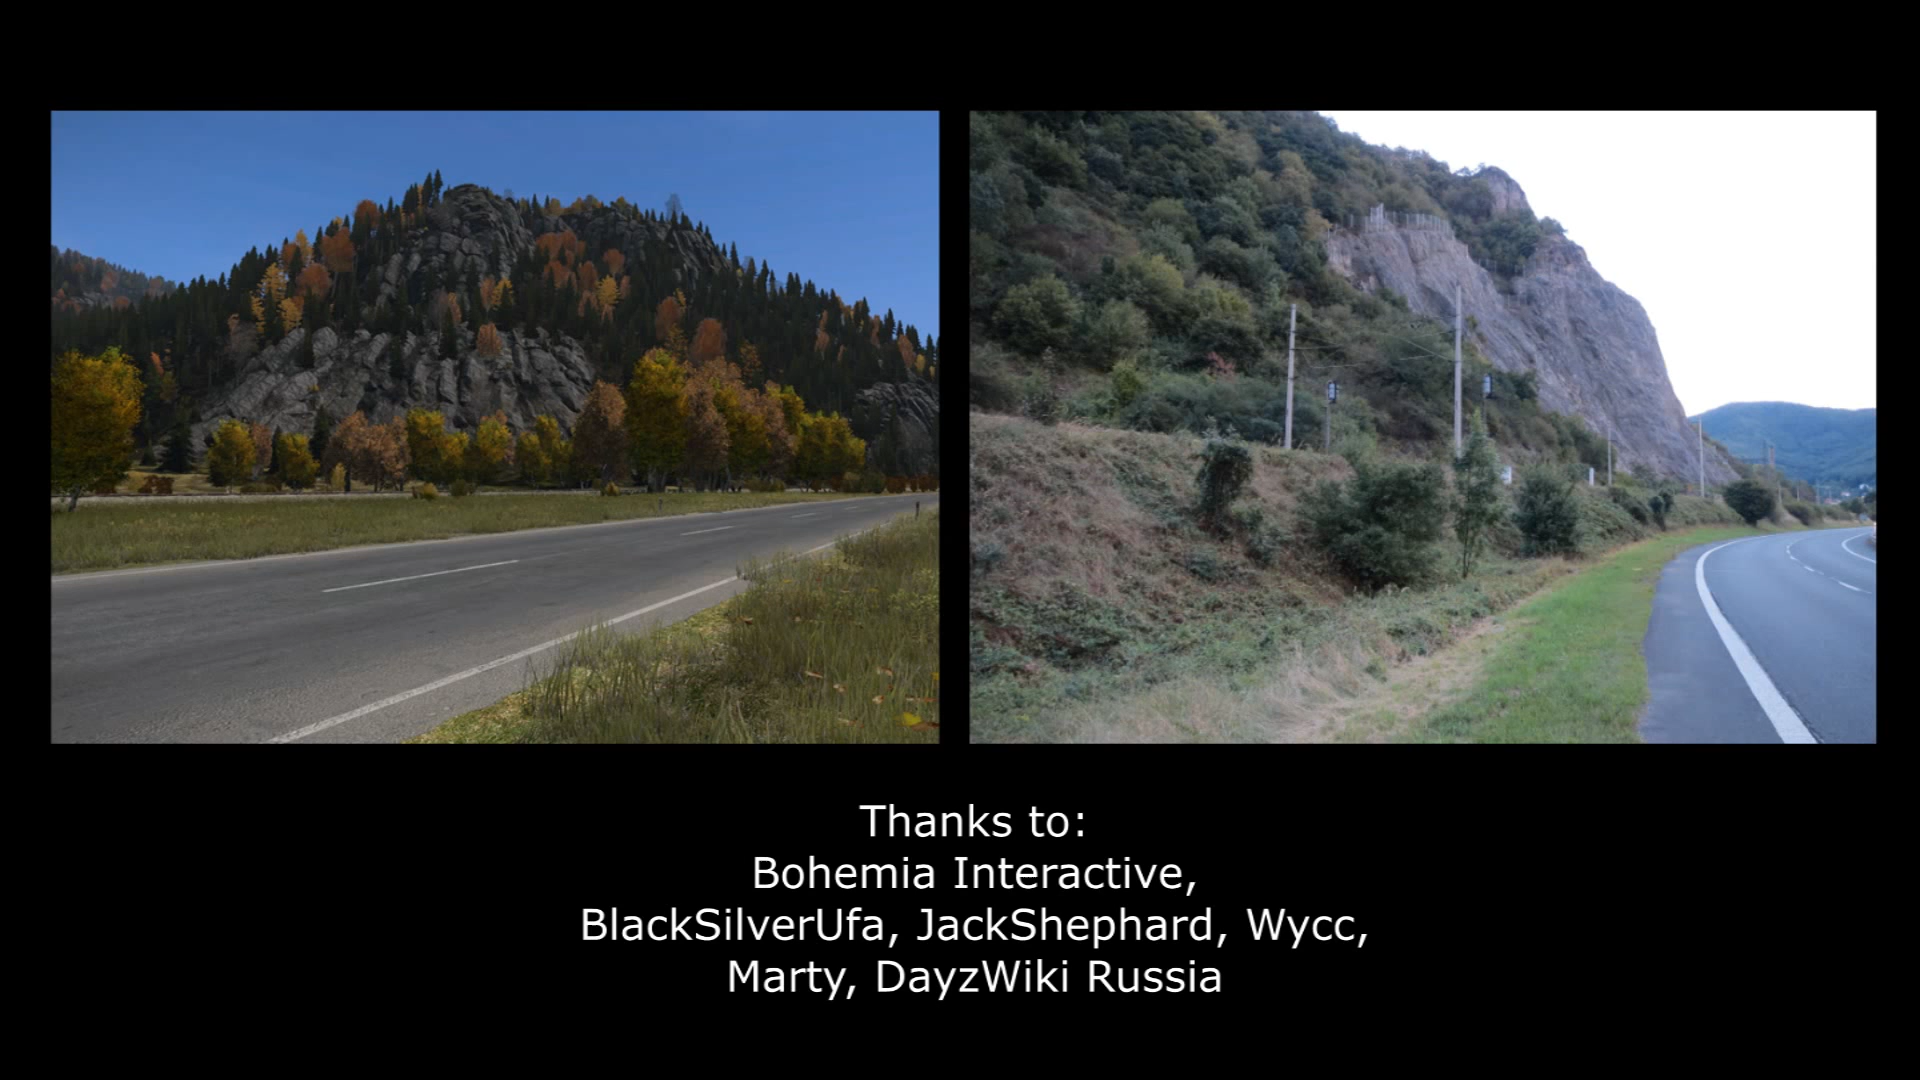 Thanks to:
Bohemia Interactive,
BlackSilverUfa, JackShephard, Wycc,
Marty, DayzWiki Russia